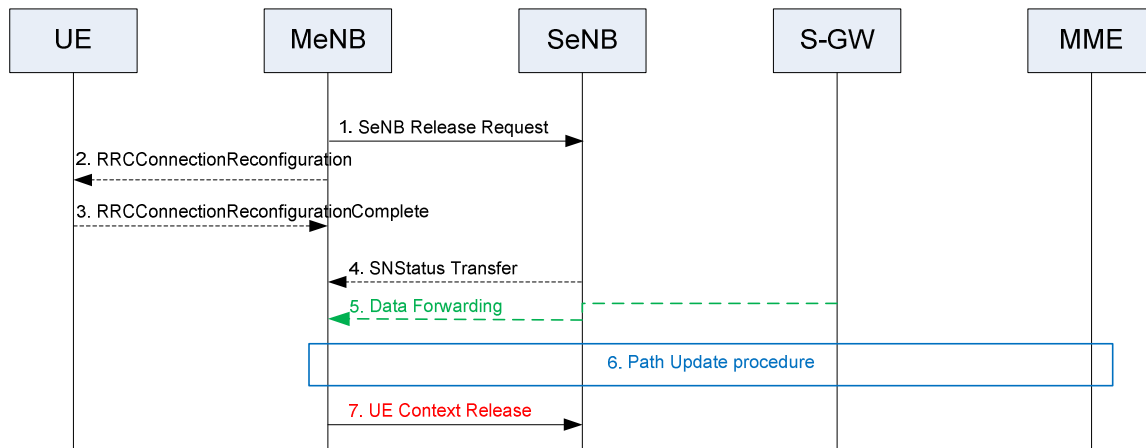 UE
MeNB
SeNB
S-GW
MME
1. SeNB Release Request
2. RRCConnectionReconfiguration
3. RRCConnectionReconfigurationComplete
4. SNStatus Transfer
5. Data Forwarding
6. Path Update procedure
7. UE Context Release